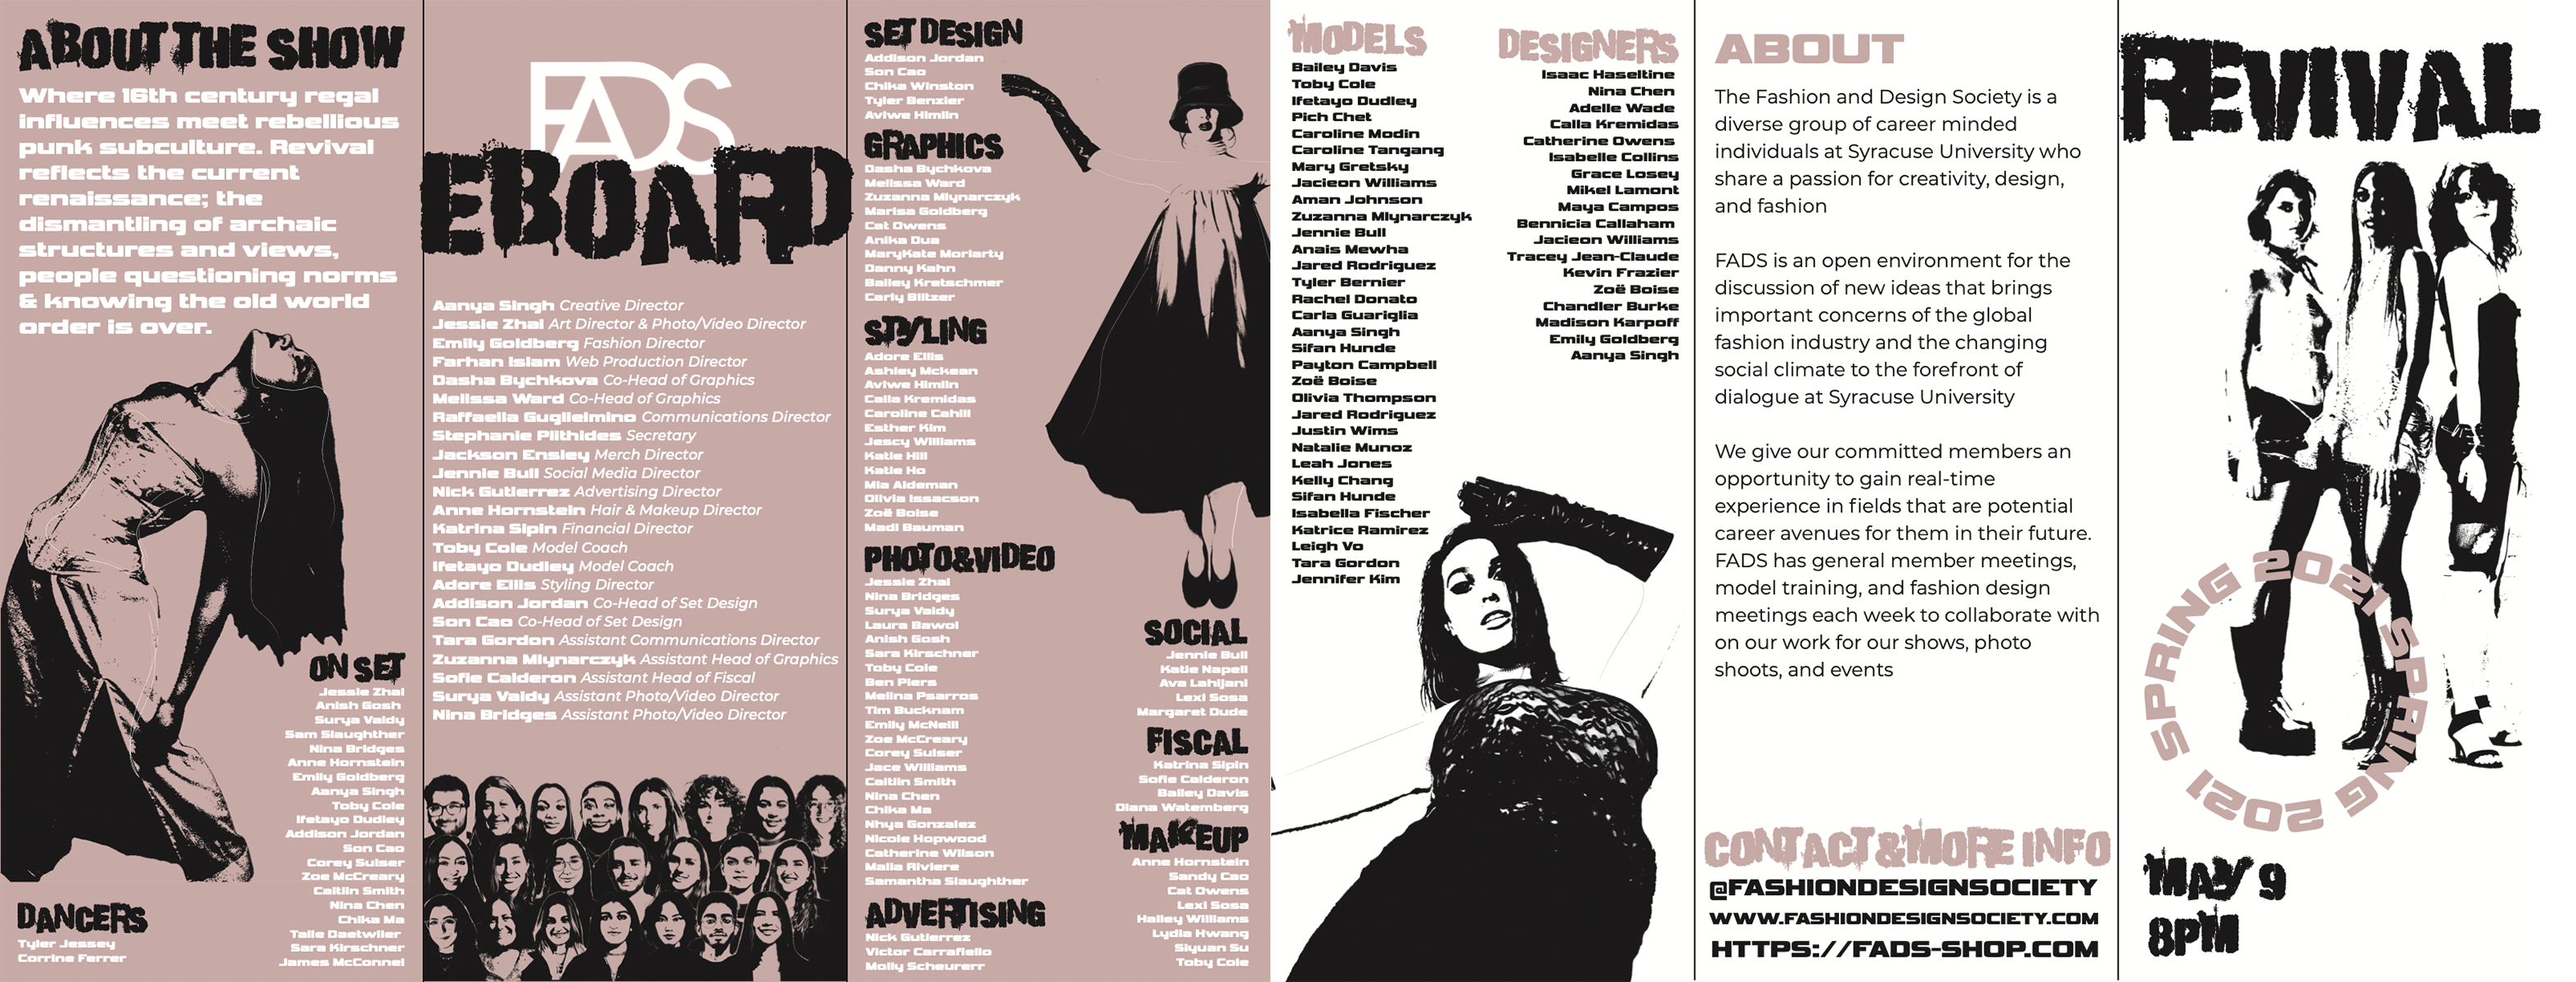 ABOUT THE SHOW
Where 16th century regal
influences meet rebellious
punk subculture. Revival
reflects the current
renaissance; the
dismantling of archaic
structures and views,
people questioning norms
& knowing the old world
order is over.
ON SET
Jessie Zhai
Anish Gosh
Surya Vaidy
Sam Slaughther
Nina Bridges
Anne Hornstein
Emily Goldberg
Aanya Singh
Toby Cole
Ifetayo Dudley
Addison Jordan
Son Cao
Corey Sulser
Zoe McCreary
Caitlin Smith
Nina Chen
Chika Ma
Talie Daetwiler
Sara Kirschner
James McConnel
DANCERS
Tyler Jessey
Corrine Ferrer
FADS
EBOARD
Aanya Singh Creative Director
Jessie Zhai Art Director & Photo/Video Director
Emily Goldberg Fashion Director
Farhan Islam Web Production Director
Dasha Bychkova Co-Head of Graphics
Melissa Ward Co-Head of Graphics
Raffaella Guglielmino Communications Director
Stephanie Pilthides Secretary
Jackson Ensley Merch Director
Jennie Bull Social Media Director
Nick Gutierrez Advertising Director
Anne Hornstein Hair & Makeup Director
Katrina Sipin Financial Director
Toby Cole Model Coach
Ifetayo Dudley Model Coach
Adore Ellis Styling Director
Addison Jordan Co-Head of Set Design
Son Cao Co-Head of Set Design
Tara Gordon Assistant Communications Director
Zuzanna Mlynarczyk Assistant Head of Graphics
Sofie Calderon Assistant Head of Fiscal
Surya Vaidy Assistant Photo/Video Director
Nina Bridges Assistant Photo/Video Director
SET DESIGN
Addison Jordan
Son Cao
Chika Winston
Tyler Benzier
Aviwe Himlin
GRAPHICS
Dasha Bychkova
Melissa Ward
Zuzanna Mlynarczyk
Marisa Goldberg
Cat Owens
Anika Dua
MaryKate Moriarty
Danny Kahn
Bailey Kretschmer
Carly Blitzer
STYLING
Adore Ellis
Ashley Mckean
Aviwe Himlin
Calla Kremidas
Caroline Cahill
Esther Kim
Jescy Williams
Katie Hill
Katie Ho
Mia Aldeman
Olivia Issacson
Zoë Boise
Madi Bauman
PHOTO&VIDEO
Jessie Zhai
Nina Bridges
Surya Vaidy
Laura Bawol
Anish Gosh
Sara Kirschner
Toby Cole
Ben Piers
Melina Psarros
Tim Bucknam
Emily McNeill
Zoe McCreary
Corey Sulser
Jace Williams
Caitlin Smith
Nina Chen
Chika Ma
Nhya Gonzalez
Nicole Hopwood
Catherine Wilson
Malia Riviere
Samantha Slaughther
ADVERTISING
Nick Gutierrez
Victor Carrafiello
Molly Scheurerr
SOCIAL
Jennie Bull
Katie Napell
Ava Lahijani
Lexi Sosa
Margaret Dude
FISCAL
Katrina Sipin
Sofie Calderon
Bailey Davis
Diana Watemberg
MAKEUP
Anne Hornstein
Sandy Cao
Cat Owens
Lexi Sosa
Hailey Williams
Lydia Hwang
Siyuan Su
Toby Cole
MODELS
Bailey Davis
Toby Cole
Ifetayo Dudley
Pich Chet
Caroline Modin
Caroline Tangang
Mary Gretsky
Jacieon Williams
Aman Johnson
Zuzanna Mlynarczyk
Jennie Bull
Anais Mewha
Jared Rodriguez
Tyler Bernier
Rachel Donato
Carla Guariglia
Aanya Singh
Sifan Hunde
Payton Campbell
Zoë Boise
Olivia Thompson
Jared Rodriguez
Justin Wims
Natalie Munoz
Leah Jones
Kelly Chang
Sifan Hunde
Isabella Fischer
Katrice Ramirez
Leigh Vo
Tara Gordon
Jennifer Kim
DESIGNERS
Isaac Haseltine
Nina Chen
Adelle Wade
Calla Kremidas
Catherine Owens
Isabelle Collins
Grace Losey
Mikel Lamont
Maya Campos
Bennicia Callaham
Jacieon Williams
Tracey Jean-Claude
Kevin Frazier
Zoë Boise
Chandler Burke
Madison Karpoff
Emily Goldberg
Aanya Singh
ABOUT
The Fashion and Design Society is a
diverse group of career minded
individuals at Syracuse University who
share a passion for creativity, design,
and fashion
FADS is an open environment for the
discussion of new ideas that brings
important concerns of the global
fashion industry and the changing
social climate to the forefront of
dialogue at Syracuse University
We give our committed members an
opportunity to gain real-time
experience in fields that are potential
career avenues for them in their future.
FADS has general member meetings,
model training, and fashion design
meetings each week to collaborate with
on our work for our shows, photo
shoots, and events
CONTACT&MORE INFO
@FASHIONDESIGNSOCIETY
WWW.FASHIONDESIGNSOCIETY.COM
HTTPS://FADS-SHOP.COM
REVIVAL
SPRING 2021 SPRING 2021
MAY 9
8PM